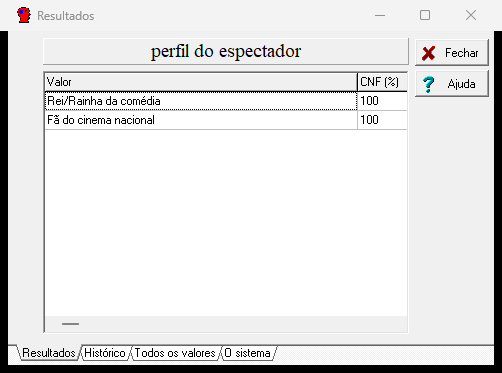 Resultados
perfil do espectador
Fechar
Ajuda
Valor CNF (%)
Rei/Rainha da comédia 100
Fã do cinema nacional 100
Resultados Histórico Todos os valores O sistema